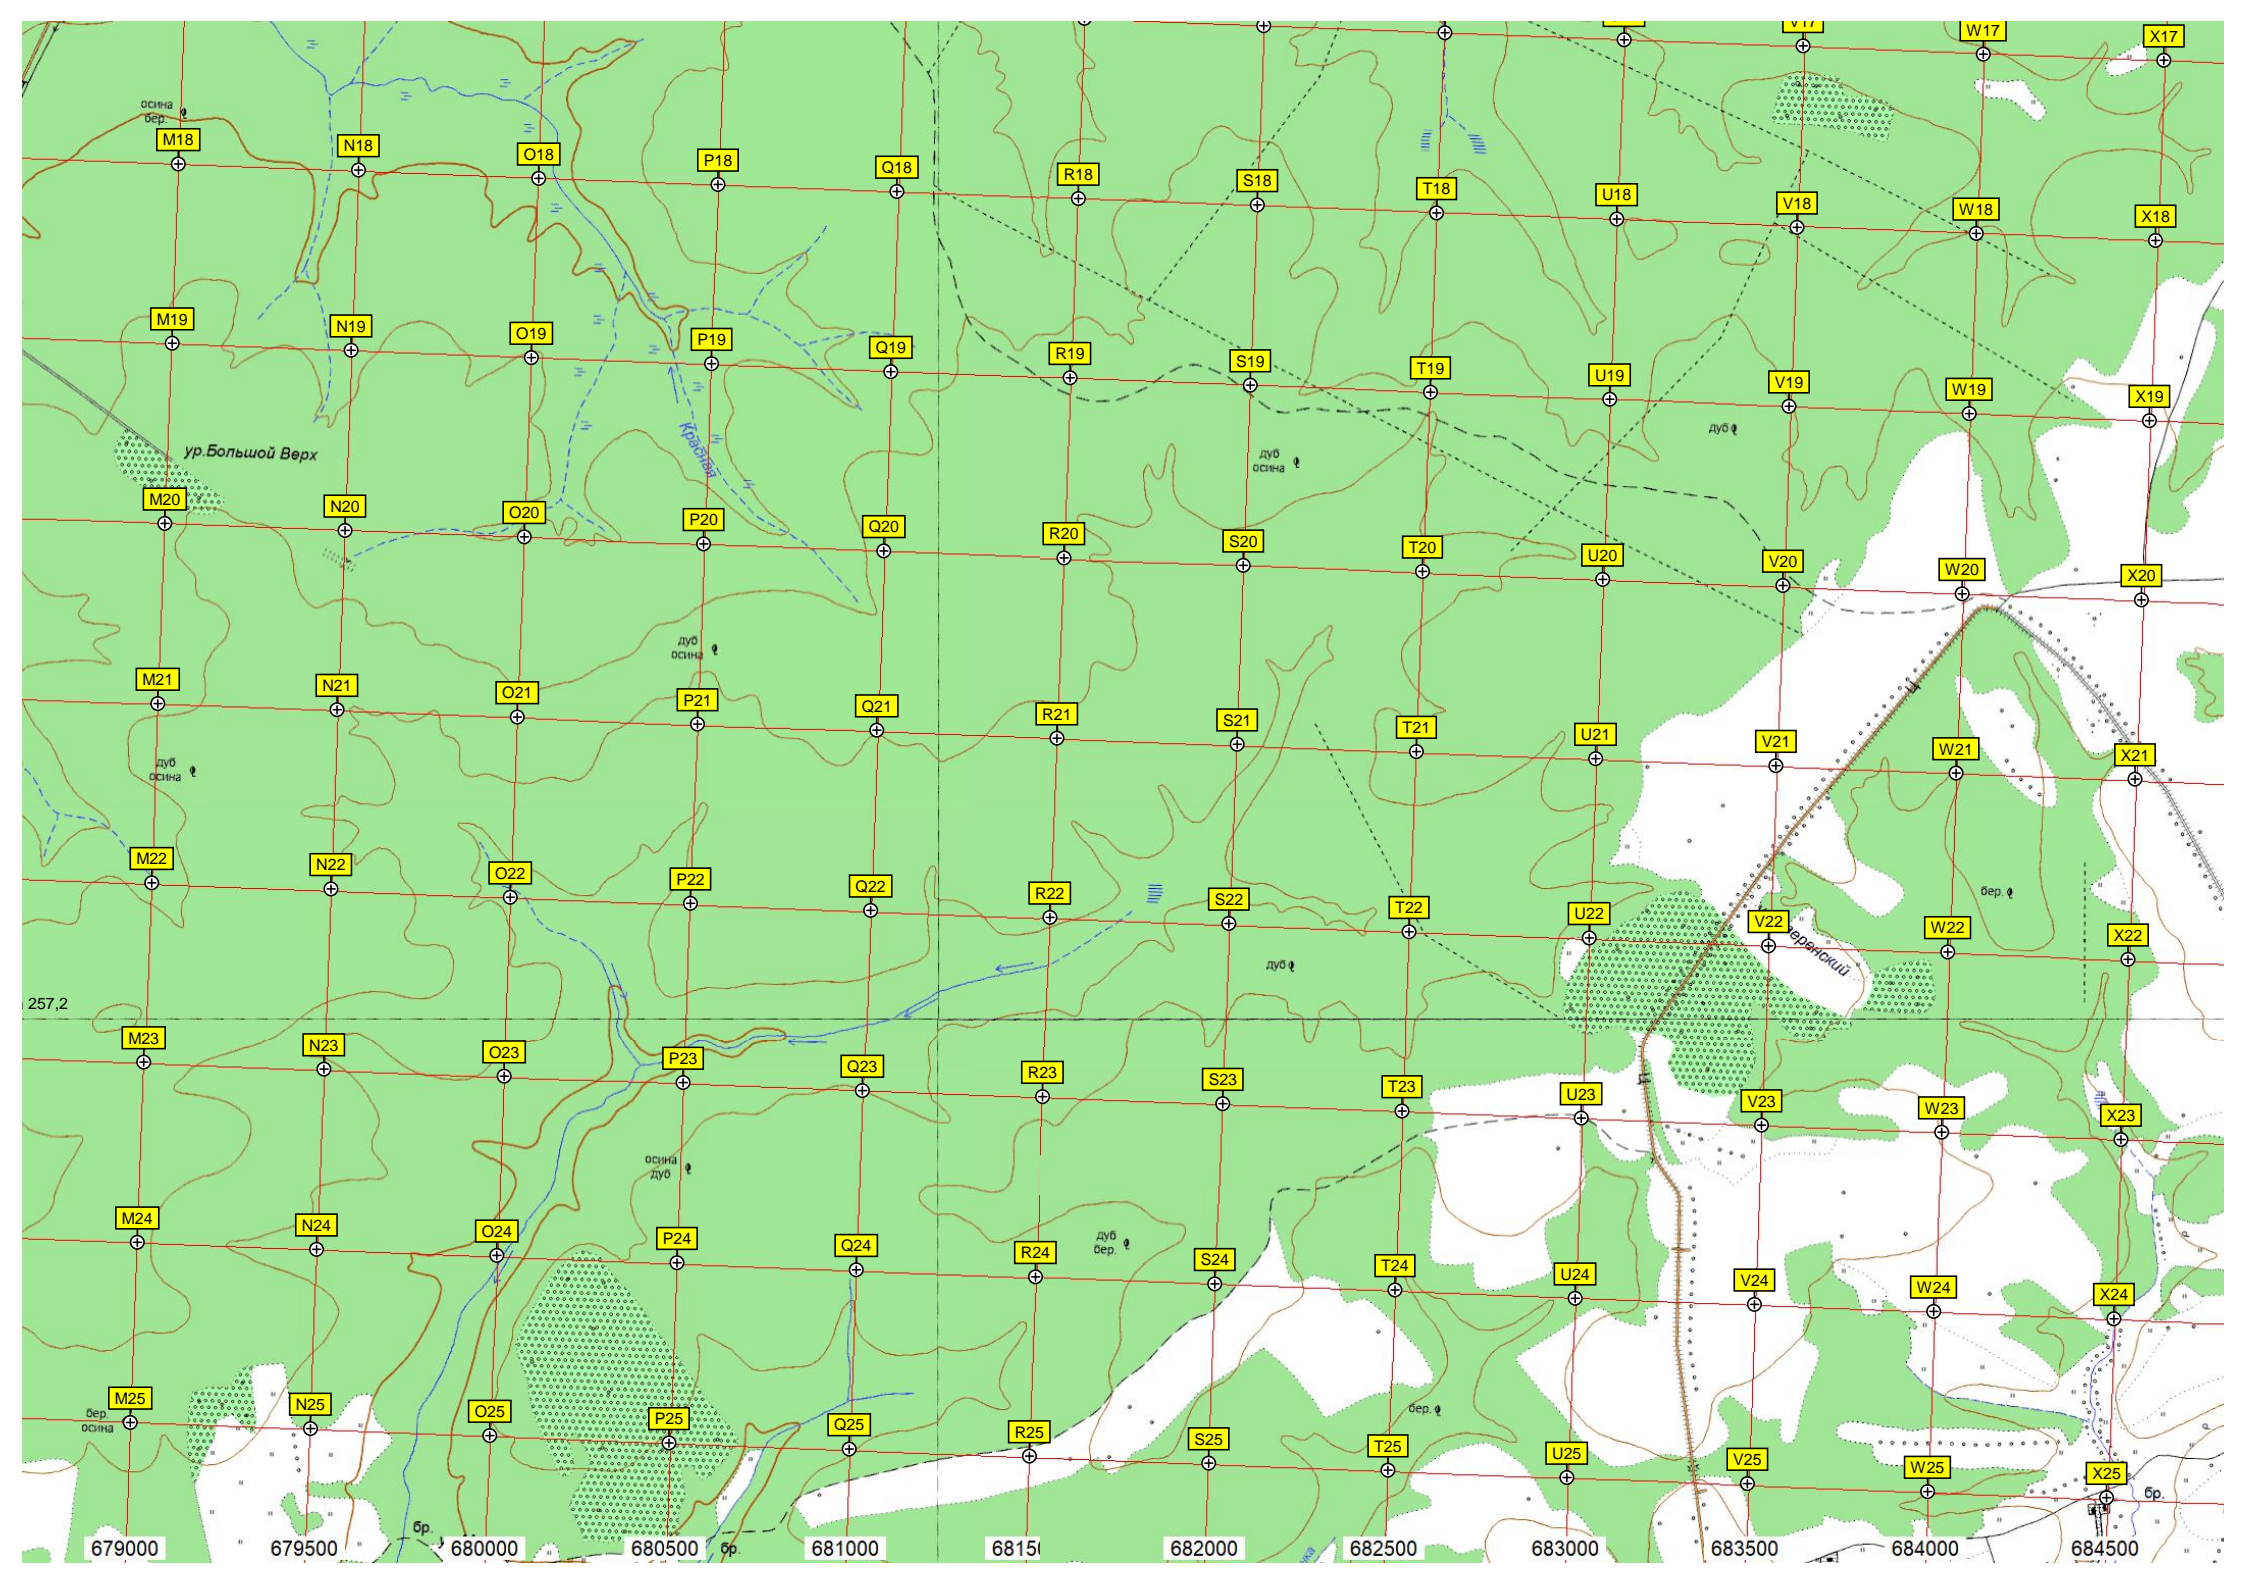 V17
W17
X17
осина
бер.
M18
N18
O18
P18
Q18
R18
S18
T18
U18
V18
W18
X18
M19
N19
O19
P19
Q19
R19
S19
T19
U19
V19
W19
X19
дуб
ур.Большой Верх
Красная
дуб
осина
M20
N20
O20
P20
Q20
R20
S20
T20
U20
V20
W20
X20
дуб
осина
M21
N21
O21
P21
Q21
R21
S21
T21
U21
V21
W21
X21
Ц
дуб
осина
M22
N22
O22
P22
Q22
R22
S22
T22
U22
V22
W22
X22
бер.
дуб
257,2
M23
N23
O23
P23
Q23
R23
S23
T23
U23
V23
W23
X23
Ц
осина
дуб
дуб
бер.
M24
N24
O24
P24
Q24
R24
S24
T24
U24
V24
W24
X24
M25
N25
O25
P25
Q25
R25
S25
T25
U25
V25
W25
X25
бер.
осина
бер.
бр.
бр.
бр.
679000
679500
680000
680500
681000
682000
682500
683000
683500
684000
684500